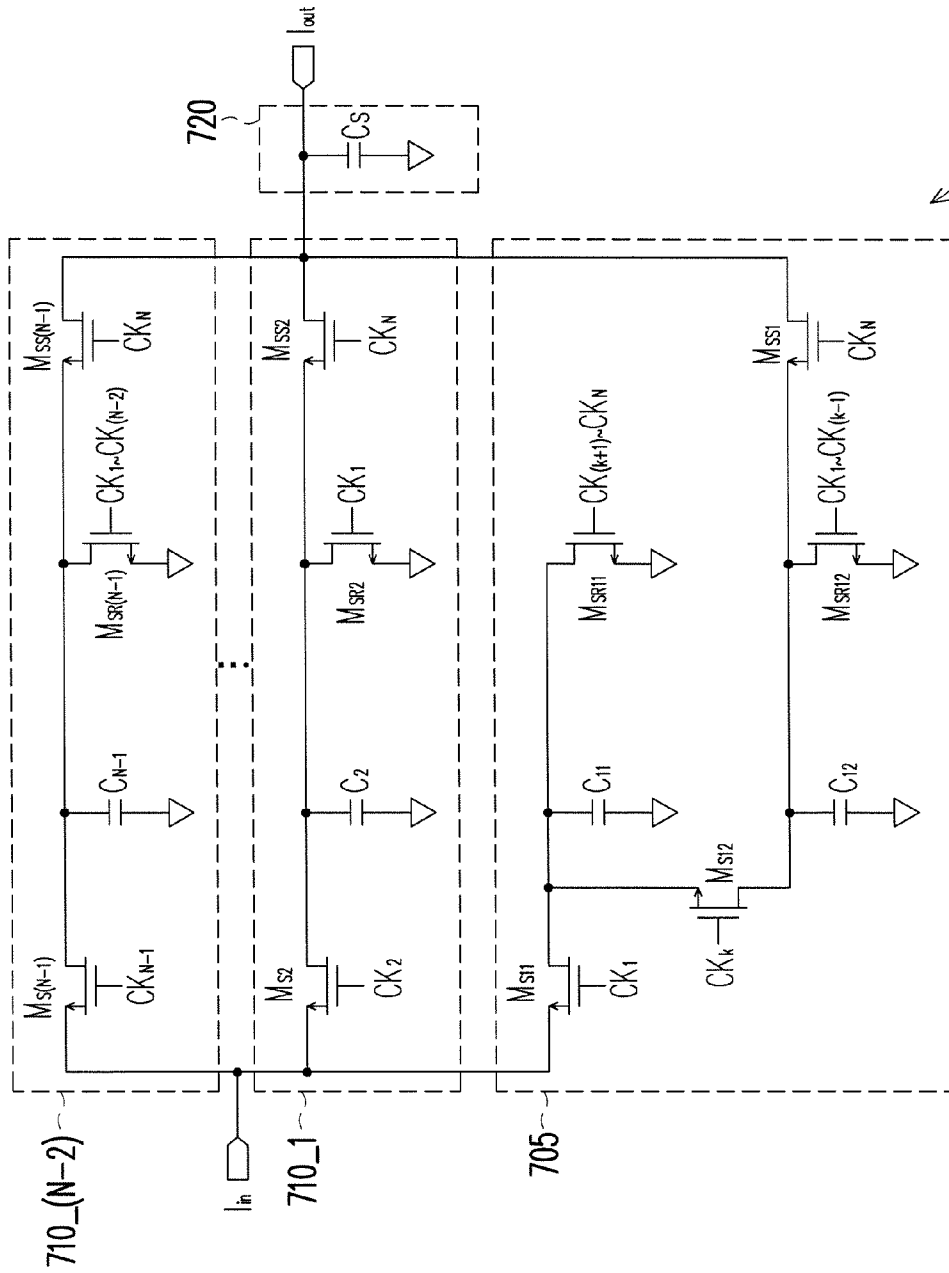 710_(N-2)
MS(N-1)
CKN-1
CN-1
MSR(N-1)
CK1~CK(N-2)
MSS(N-1)
CKN
Iin
710_1
MS2
CK2
C2
MSR2
CK1
MSS2
CKN
720
CS
Iout
705
MS11
CK1
C11
MSR11
CK(k+1)~CKN
MS12
CKk
C12
MSR12
CK1~CK(k-1)
MSS1
CKN